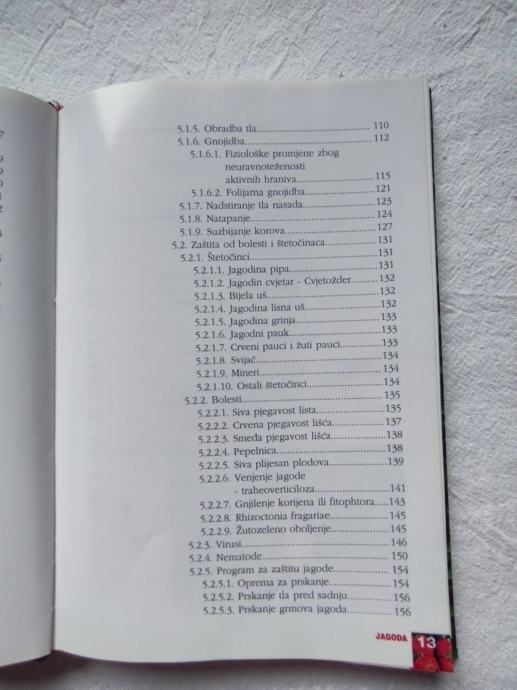 5.1.5. Obradba tla.......... 110
5.1.6. Gnojidba.......... 112
5.1.6.1. Fiziološke promjene zbog
neuravnoteženosti
aktivnih hraniva.......... 115
5.1.6.2. Folijarna gnojidba.......... 121
5.1.7. Nadstiranje tla nasada.......... 123
5.1.8. Natapanje.......... 124
5.1.9. Suzbijanje korova.......... 127
5.2. Zaštita od bolesti i štetočinaca.......... 131
5.2.1. Štetočinci.......... 131
5.2.1.1. Jagodina pipa.......... 131
5.2.1.2. Jagodin cvjetar - Cvjetožder.......... 132
5.2.1.3. Bijela uš.......... 132
5.2.1.4. Jagodina lisna uš.......... 132
5.2.1.5. Jagodina grinja.......... 133
5.2.1.6. Jagodni pauk.......... 133
5.2.1.7. Crveni pauci i žuti pauci.......... 133
5.2.1.8. Svijač.......... 134
5.2.1.9. Mineri.......... 134
5.2.1.10. Ostali štetočinci.......... 134
5.2.2. Bolesti.......... 135
5.2.2.1. Siva pjegavost lista.......... 135
5.2.2.2. Crvena pjegavost lišća.......... 137
5.2.2.3. Smeđa pjegavost lišća.......... 138
5.2.2.4. Pepelnica.......... 138
5.2.2.5. Siva plijesan plodova.......... 139
5.2.2.6. Venjenje jagode
- traheoverticiloza.......... 141
5.2.2.7. Gnjilenje korijena ili fitophtora..... 143
5.2.2.8. Rhizoctonia fragariae.......... 145
5.2.2.9. Žutozeleno oboljenje.......... 145
5.2.3. Virusi.......... 146
5.2.4. Nematode.......... 150
5.2.5. Program za zaštitu jagode.......... 154
5.2.5.1. Oprema za prskanje.......... 154
5.2.5.2. Prskanje tla pred sadnju.......... 156
5.2.5.3. Prskanje grmova jagoda.......... 156
JAGODA 13